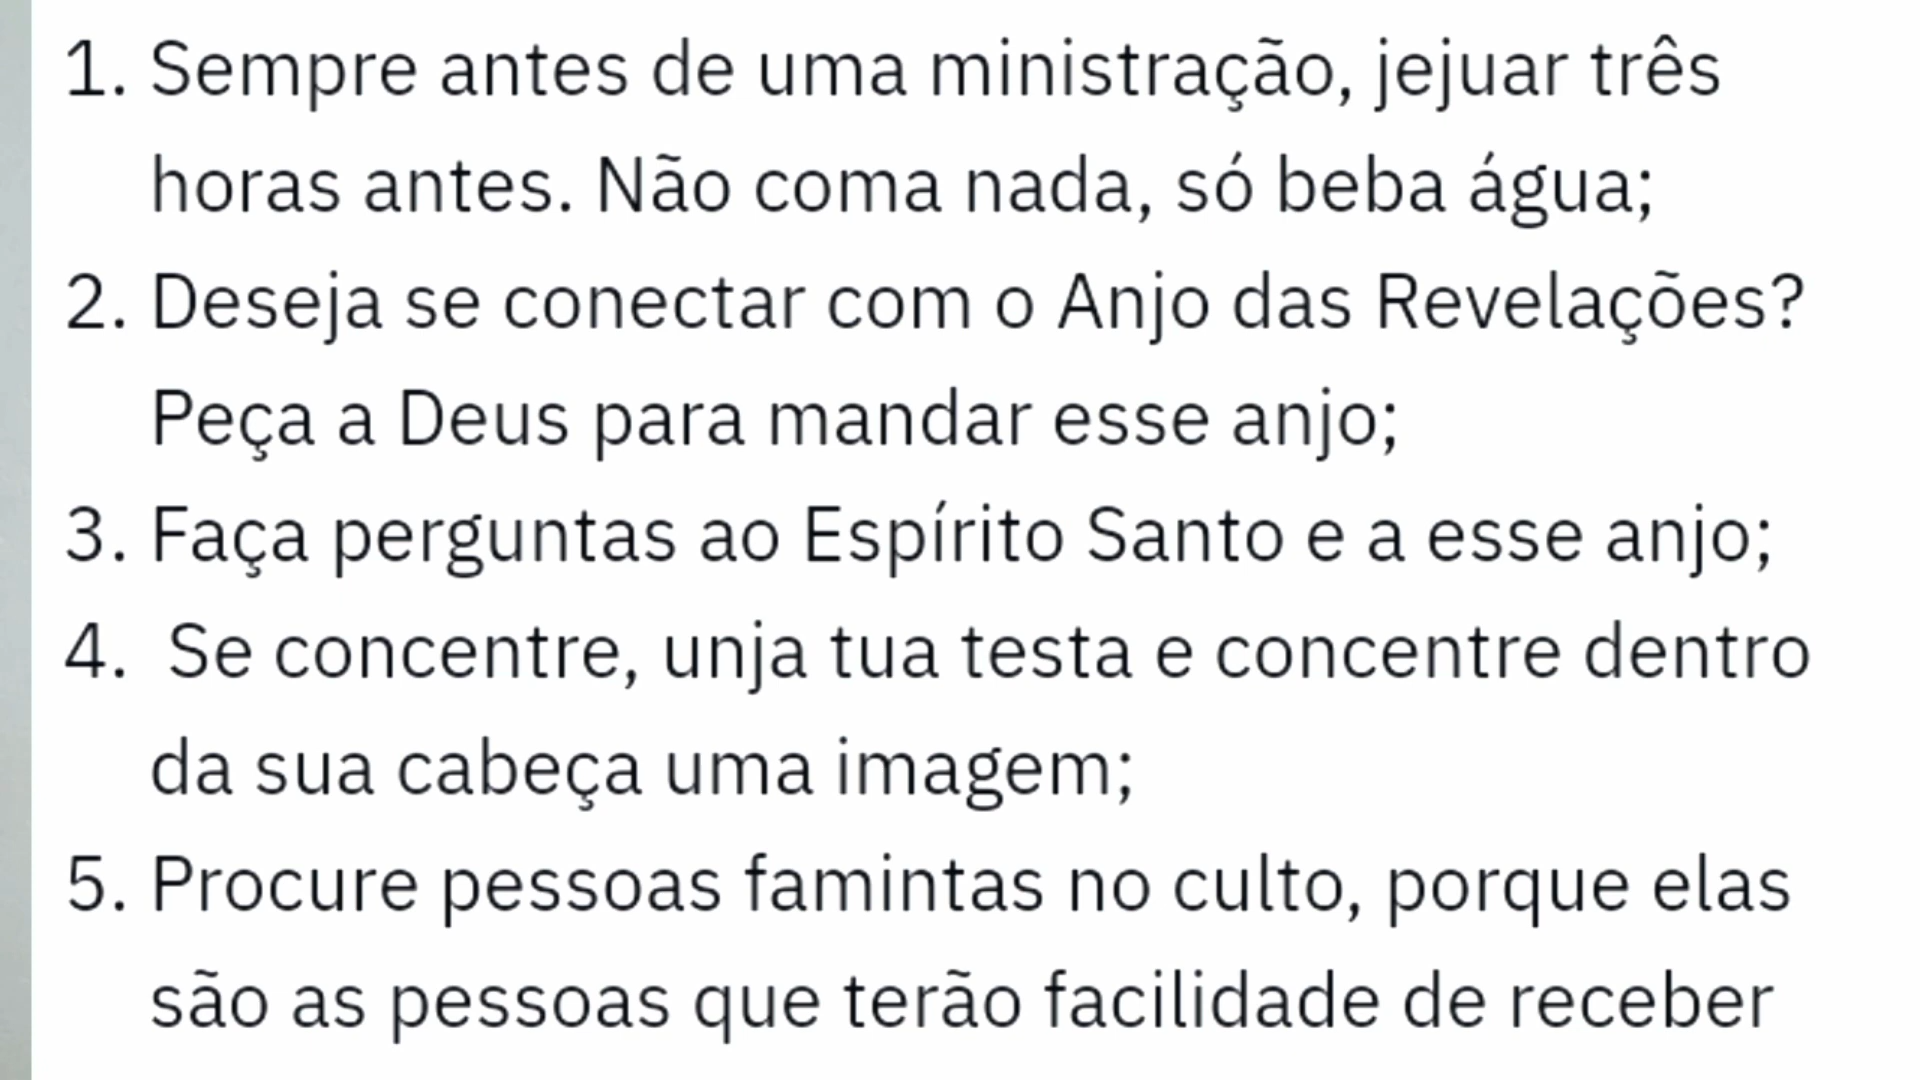 1. Sempre antes de uma ministração, jejuar três
horas antes. Não coma nada, só beba água;
2. Deseja se conectar com o Anjo das Revelações?
Peça a Deus para mandar esse anjo;
3. Faça perguntas ao Espírito Santo e a esse anjo;
4. Se concentre, unja tua testa e concentre dentro
da sua cabeça uma imagem;
5. Procure pessoas famintas no culto, porque elas
são as pessoas que terão facilidade de receber